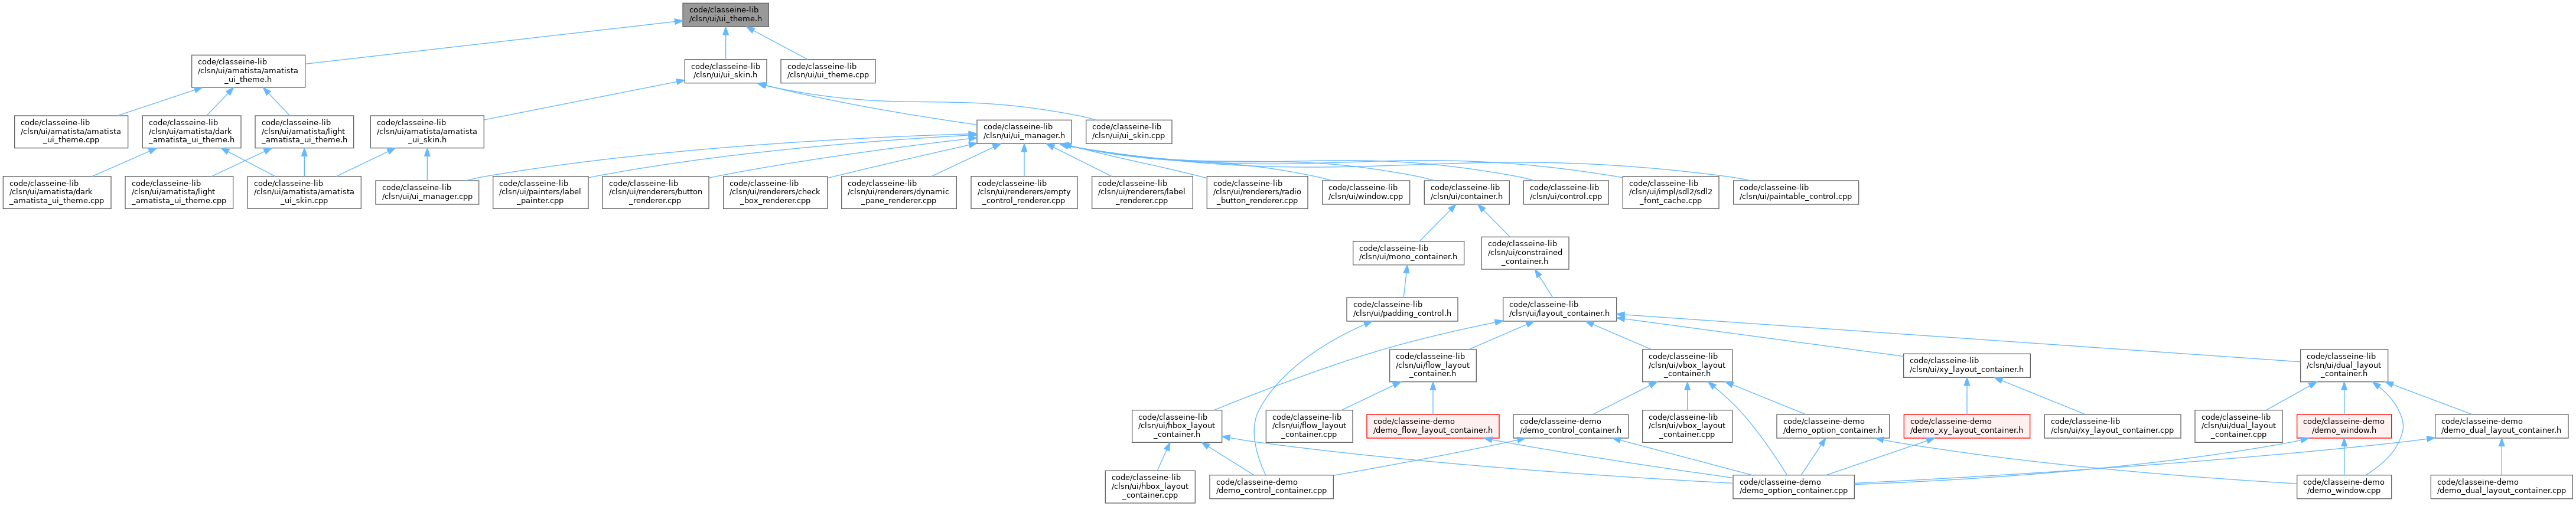 code/classeine-lib
/clsn/ui/ui_theme.h
code/classeine-lib
/clsn/ui/amatista/amatista
_ui_theme.h
code/classeine-lib
/clsn/ui/ui_skin.h
code/classeine-lib
/clsn/ui/ui_theme.cpp
code/classeine-lib
/clsn/ui/amatista/amatista
_ui_theme.cpp
code/classeine-lib
/clsn/ui/amatista/dark
_amatista_ui_theme.h
code/classeine-lib
/clsn/ui/amatista/light
_amatista_ui_theme.h
code/classeine-lib
/clsn/ui/amatista/amatista
_ui_skin.h
code/classeine-lib
/clsn/ui/ui_manager.h
code/classeine-lib
/clsn/ui/ui_skin.cpp
code/classeine-lib
/clsn/ui/amatista/dark
_amatista_ui_theme.cpp
code/classeine-lib
/clsn/ui/amatista/light
_amatista_ui_theme.cpp
code/classeine-lib
/clsn/ui/amatista/amatista
_ui_skin.cpp
code/classeine-lib
/clsn/ui/ui_manager.cpp
code/classeine-lib
/clsn/ui/painters/label
_painter.cpp
code/classeine-lib
/clsn/ui/renderers/button
_renderer.cpp
code/classeine-lib
/clsn/ui/renderers/check
_box_renderer.cpp
code/classeine-lib
/clsn/ui/renderers/dynamic
_pane_renderer.cpp
code/classeine-lib
/clsn/ui/renderers/empty
_control_renderer.cpp
code/classeine-lib
/clsn/ui/renderers/label
_renderer.cpp
code/classeine-lib
/clsn/ui/renderers/radio
_button_renderer.cpp
code/classeine-lib
/clsn/ui/window.cpp
code/classeine-lib
/clsn/ui/container.h
code/classeine-lib
/clsn/ui/control.cpp
code/classeine-lib
/clsn/ui/impl/sdl2/sdl2
_font_cache.cpp
code/classeine-lib
/clsn/ui/paintable_control.cpp
code/classeine-lib
/clsn/ui/mono_container.h
code/classeine-lib
/clsn/ui/constrained
_container.h
code/classeine-lib
/clsn/ui/padding_control.h
code/classeine-lib
/clsn/ui/layout_container.h
code/classeine-lib
/clsn/ui/flow_layout
_container.h
code/classeine-lib
/clsn/ui/vbox_layout
_container.h
code/classeine-lib
/clsn/ui/xy_layout_container.h
code/classeine-lib
/clsn/ui/dual_layout
_container.h
code/classeine-lib
/clsn/ui/hbox_layout
_container.h
code/classeine-lib
/clsn/ui/flow_layout
_container.cpp
code/classeine-demo
/demo_flow_layout_container.h
code/classeine-demo
/demo_control_container.h
code/classeine-lib
/clsn/ui/vbox_layout
_container.cpp
code/classeine-demo
/demo_option_container.h
code/classeine-demo
/demo_xy_layout_container.h
code/classeine-lib
/clsn/ui/xy_layout_container.cpp
code/classeine-lib
/clsn/ui/dual_layout
_container.cpp
code/classeine-demo
/demo_window.h
code/classeine-demo
/demo_dual_layout_container.h
code/classeine-lib
/clsn/ui/hbox_layout
_container.cpp
code/classeine-demo
/demo_control_container.cpp
code/classeine-demo
/demo_option_container.cpp
code/classeine-demo
/demo_window.cpp
code/classeine-demo
/demo_dual_layout_container.cpp